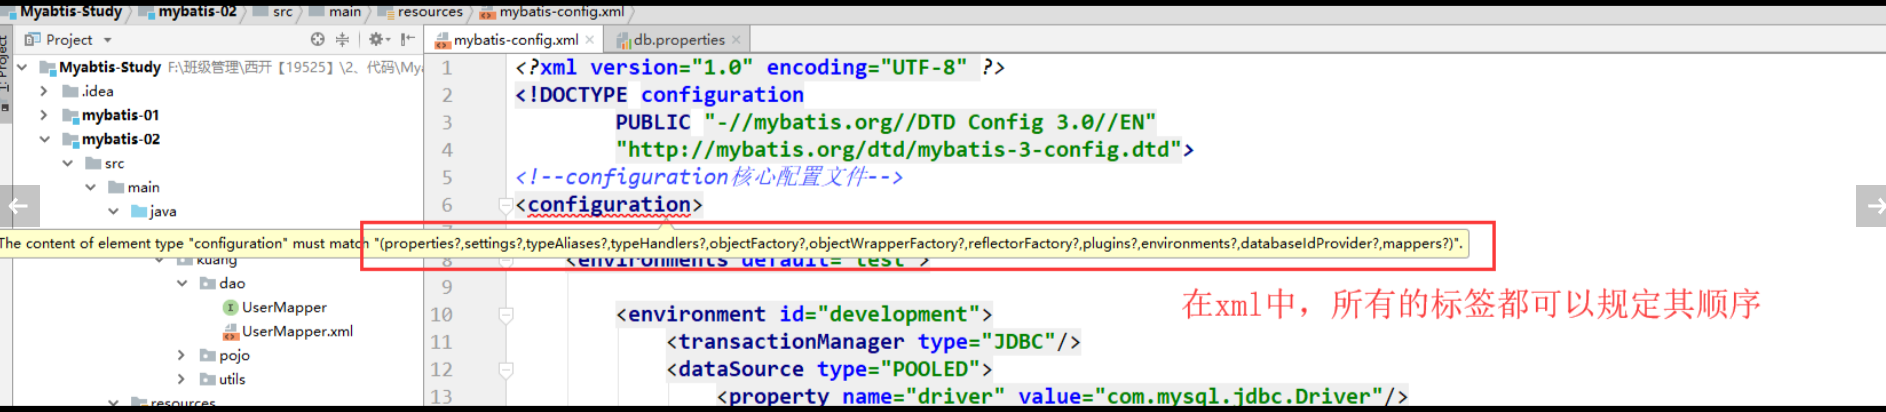 Myabtis-Study mybatis-02 src main resources mybatis-config.xml
Project
mybatis-config.xml db.properties
1: Project
Myabtis-Study F:\班级管理\西开【19525】\2、代码\Mya
.idea
mybatis-01
mybatis-02
src
main
java
kuang
dao
UserMapper
UserMapper.xml
pojo
utils
resources
1 <?xml version="1.0" encoding="UTF-8" ?>
2 <!DOCTYPE configuration
3 PUBLIC "-//mybatis.org//DTD Config 3.0//EN"
4 "http://mybatis.org/dtd/mybatis-3-config.dtd">
5 <!--configuration核心配置文件-->
6 <configuration>
The content of element type "configuration" must match "(properties?,settings?,typeAliases?,typeHandlers?,objectFactory?,objectWrapperFactory?,reflectorFactory?,plugins?,environments?,databaseIdProvider?,mappers?)".
8 <environments default="test">
9
在xml中，所有的标签都可以规定其顺序
10 <environment id="development">
11 <transactionManager type="JDBC"/>
12 <dataSource type="POOLED">
13 <property name="driver" value="com.mysql.jdbc.Driver"/>